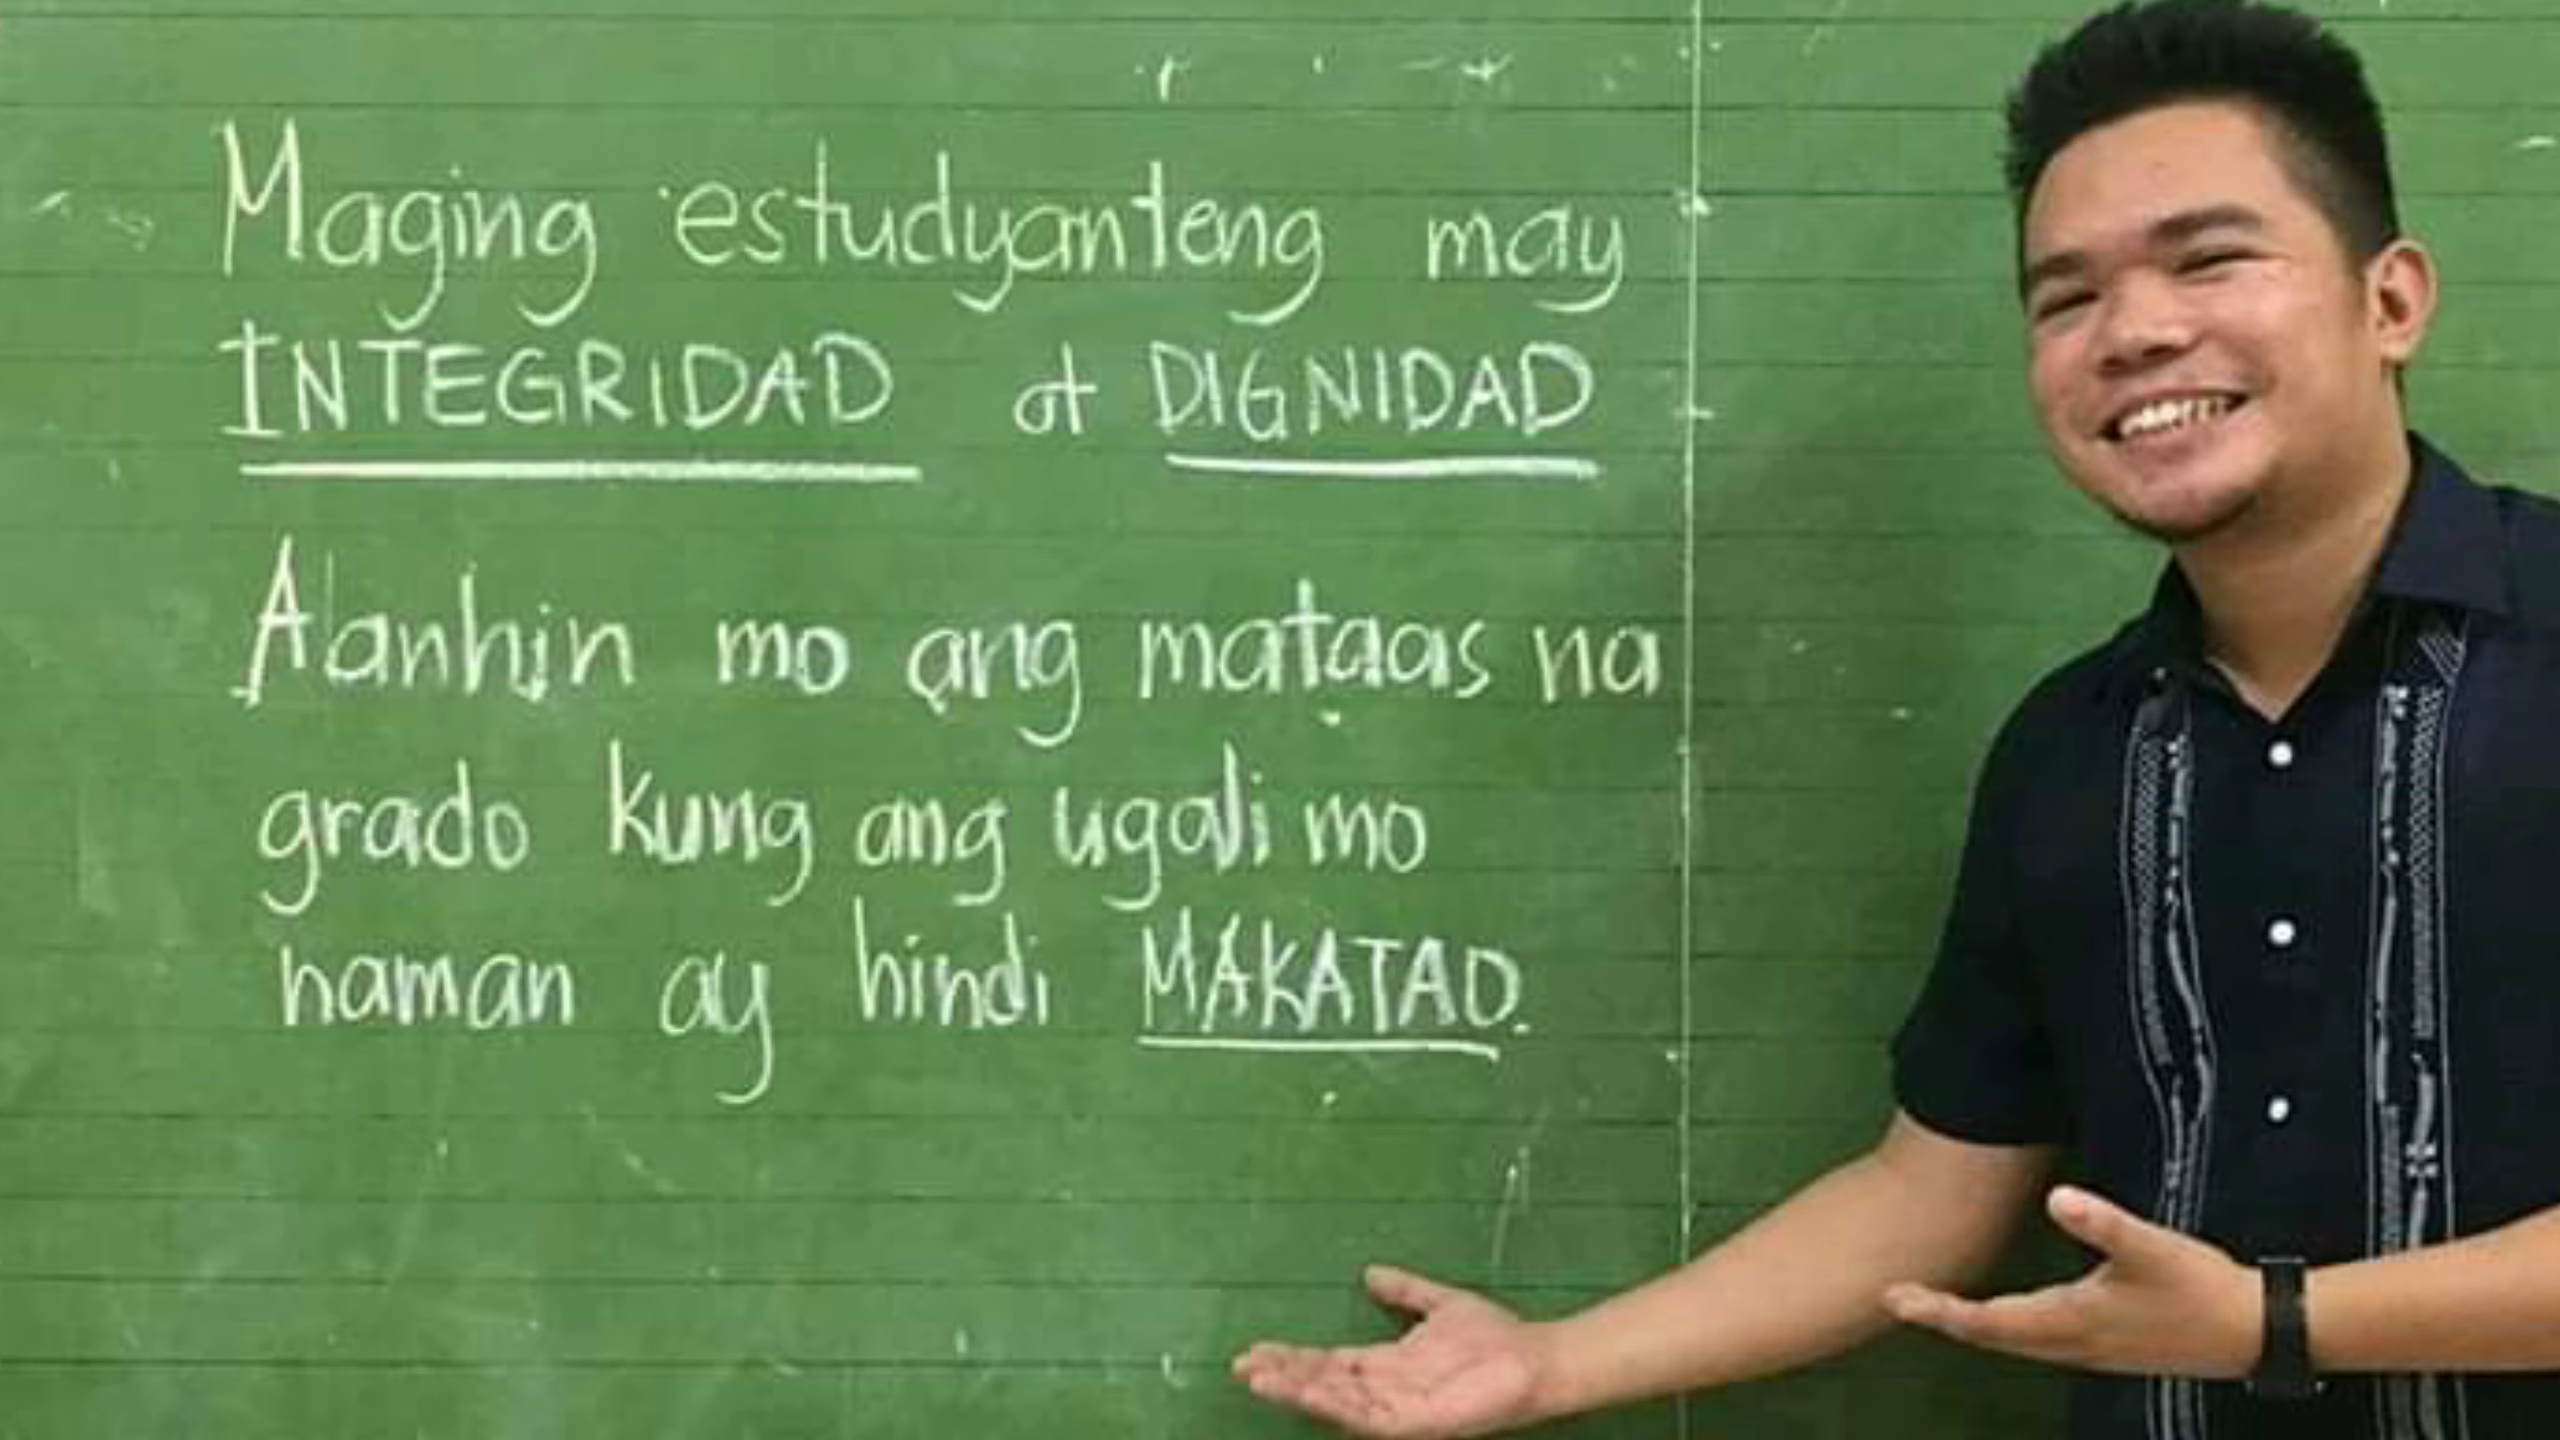 Maging estudyanteng may
INTEGRIDAD at DIGNIDAD
Aanhin mo ang mataas na
grado kung ang ugali mo
naman ay hindi MAKATAO.